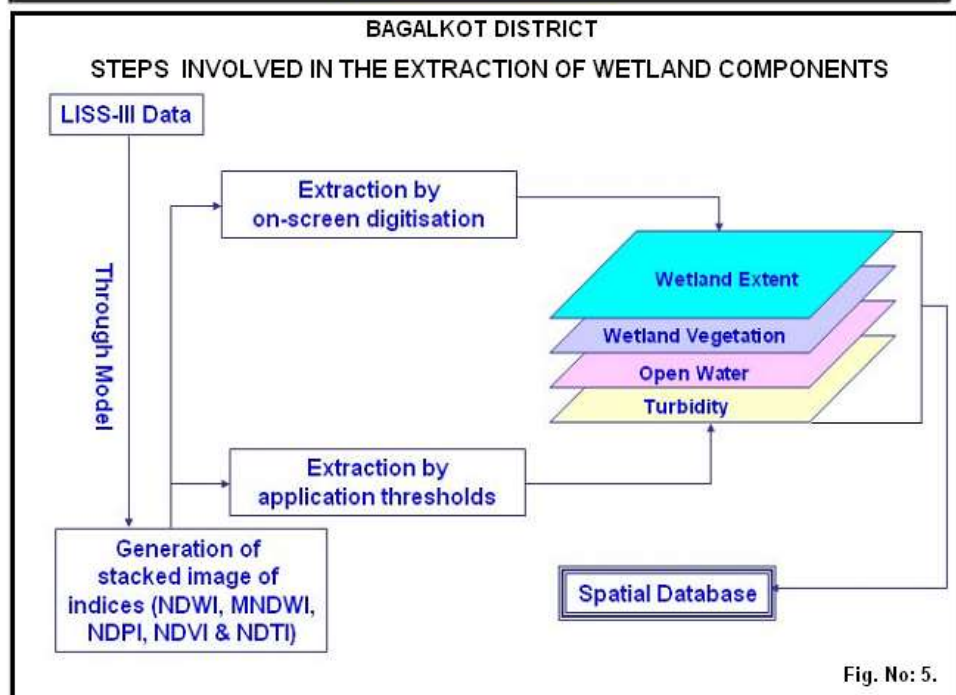 BAGALKOT DISTRICT
STEPS INVOLVED IN THE EXTRACTION OF WETLAND COMPONENTS
LISS-III Data
Through Model
Extraction by
on-screen digitisation
Wetland Extent
Wetland Vegetation
Open Water
Turbidity
Extraction by
application thresholds
Generation of
stacked image of
indices (NDWI, MNDWI,
NDPI, NDVI & NDTI)
Spatial Database
Fig. No: 5.